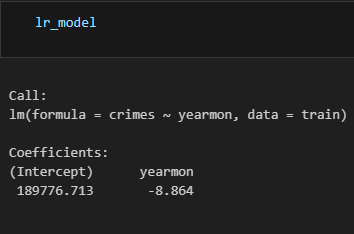 lr_model
Call:
lm(formula = crimes ~ yearmon, data = train)
Coefficients:
(Intercept)      yearmon
 189776.713       -8.864